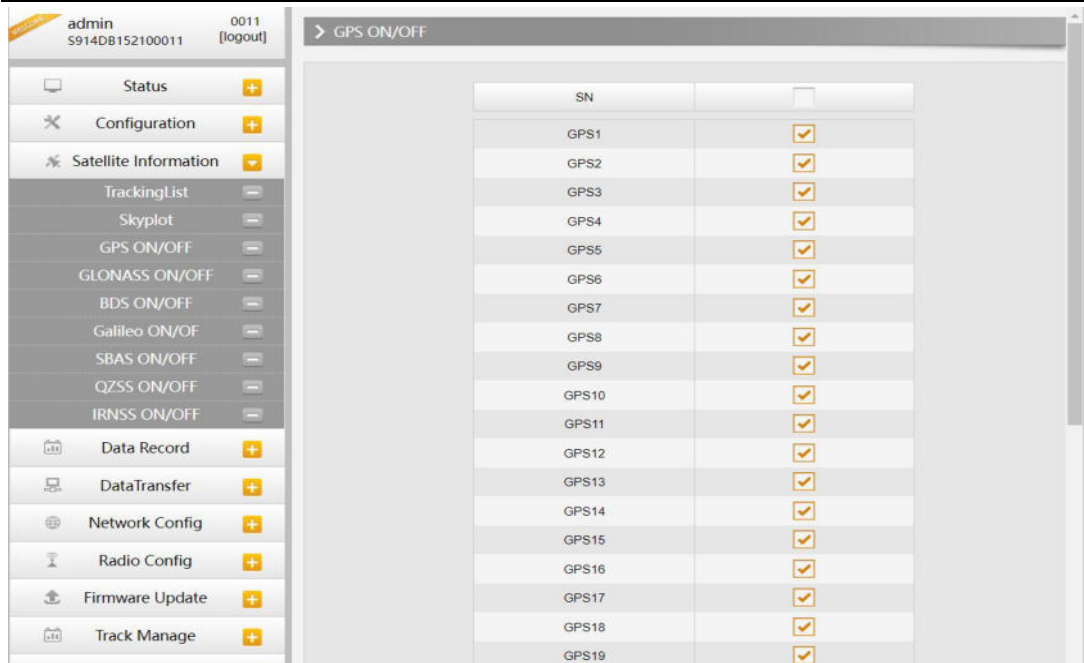 WELCOME
admin
0011
S914DB152100011
[logout]
Status
Configuration
Satellite Information
TrackingList
Skyplot
GPS ON/OFF
GLONASS ON/OFF
BDS ON/OFF
Galileo ON/OF
SBAS ON/OFF
QZSS ON/OFF
IRNSS ON/OFF
Data Record
DataTransfer
Network Config
Radio Config
Firmware Update
Track Manage
GPS ON/OFF
SN
GPS1
GPS2
GPS3
GPS4
GPS5
GPS6
GPS7
GPS8
GPS9
GPS10
GPS11
GPS12
GPS13
GPS14
GPS15
GPS16
GPS17
GPS18
GPS19